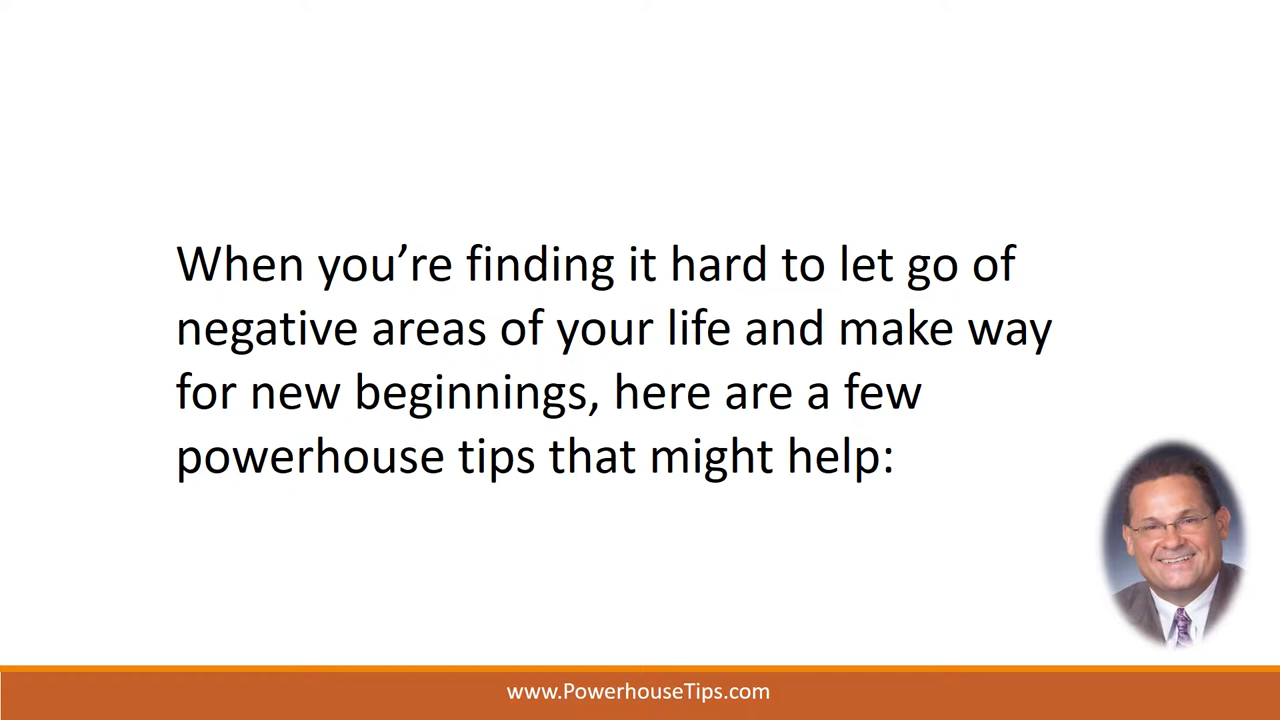 When you’re finding it hard to let go of
negative areas of your life and make way
for new beginnings, here are a few
powerhouse tips that might help:
www.PowerhouseTips.com